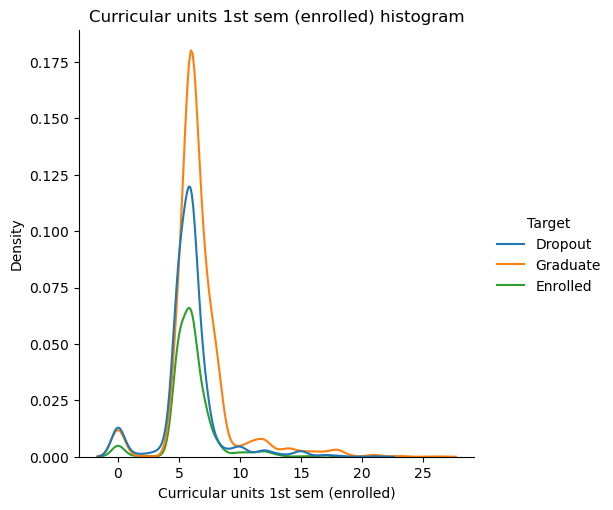 Curricular units 1st sem (enrolled) histogram
0.175
0.150
0.125
0.100
0.075
0.050
0.025
0.000
Density
0
5
10
15
20
25
Curricular units 1st sem (enrolled)
Target
Dropout
Graduate
Enrolled